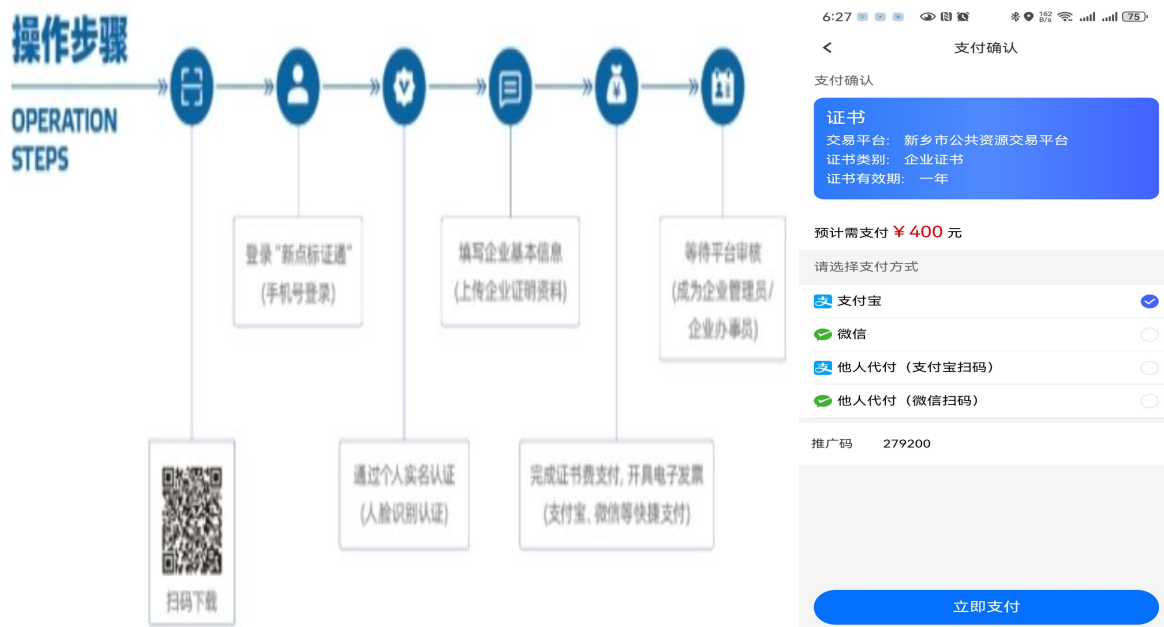 操作步骤
OPERATION
STEPS
登录“新点标证通”
(手机号登录)
填写企业基本信息
(上传企业证明资料)
等待平台审核
(成为企业管理员/
企业办事员)
扫码下载
通过个人实名认证
(人脸识别认证)
完成证书费支付, 开具电子发票
(支付宝、微信等快捷支付)
6:27
162
B/s
75
支付确认
支付确认
证书
交易平台: 新乡市公共资源交易平台
证书类别: 企业证书
证书有效期: 一年
预计需支付 ¥ 400 元
请选择支付方式
支 支付宝
微信
支 他人代付（支付宝扫码）
他人代付（微信扫码）
推广码 279200
立即支付